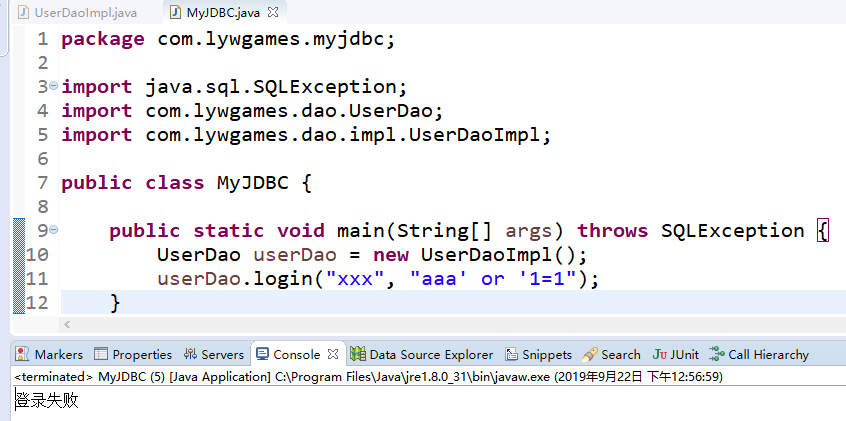 UserDaoImpl.java MyJDBC.java
1 package com.lywgames.myjdbc;
2
3 import java.sql.SQLException;
4 import com.lywgames.dao.UserDao;
5 import com.lywgames.dao.impl.UserDaoImpl;
6
7 public class MyJDBC {
8
9 public static void main(String[] args) throws SQLException {
10 UserDao userDao = new UserDaoImpl();
11 userDao.login("xxx", "aaa' or '1=1");
12 }
Markers Properties Servers Console Data Source Explorer Snippets Search JUnit Call Hierarchy
<terminated> MyJDBC (5) [Java Application] C:\Program Files\Java\jre1.8.0_31\bin\javaw.exe (2019年9月22日 下午12:56:59)
登录失败